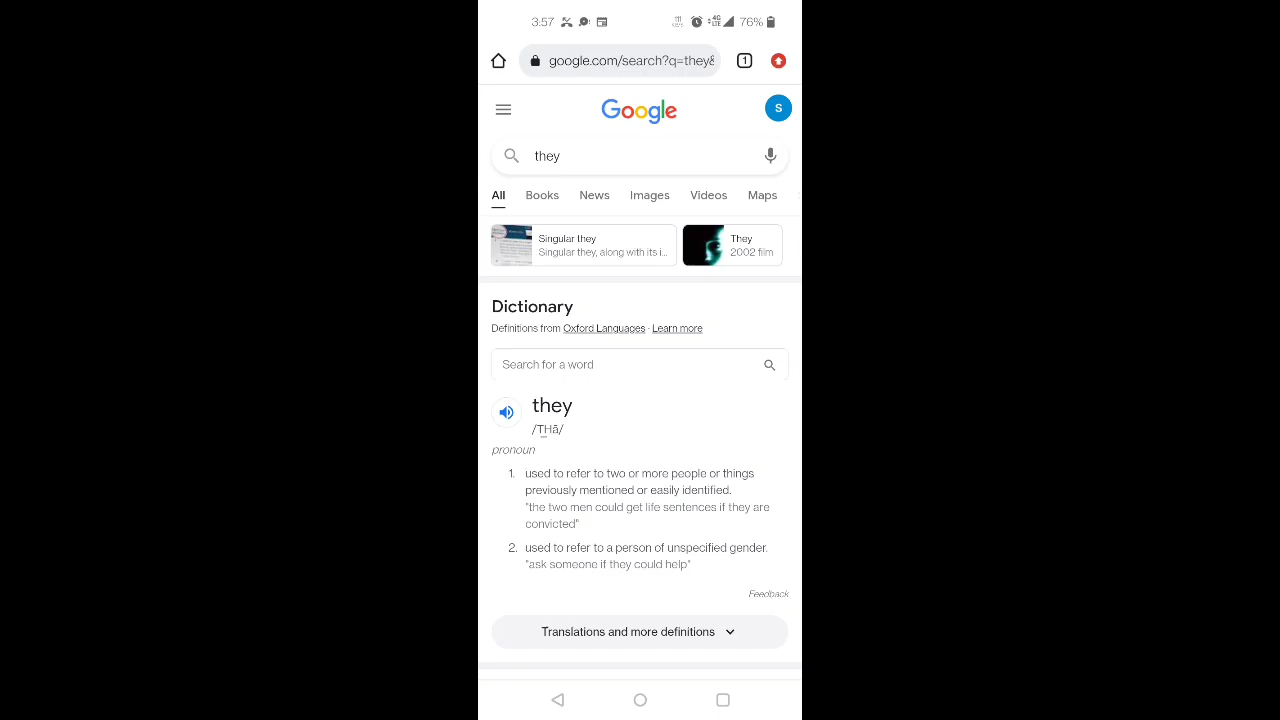 3:57
4G
LTE
76%
google.com/search?q=they&
1
Google
S
they
All Books News Images Videos Maps
Singular they
Singular they, along with its i...
They
2002 film
Dictionary
Definitions from Oxford Languages · Learn more
Search for a word
they
/T͟Hā/
pronoun
1. used to refer to two or more people or things
previously mentioned or easily identified.
"the two men could get life sentences if they are
convicted"
2. used to refer to a person of unspecified gender.
"ask someone if they could help"
Feedback
Translations and more definitions